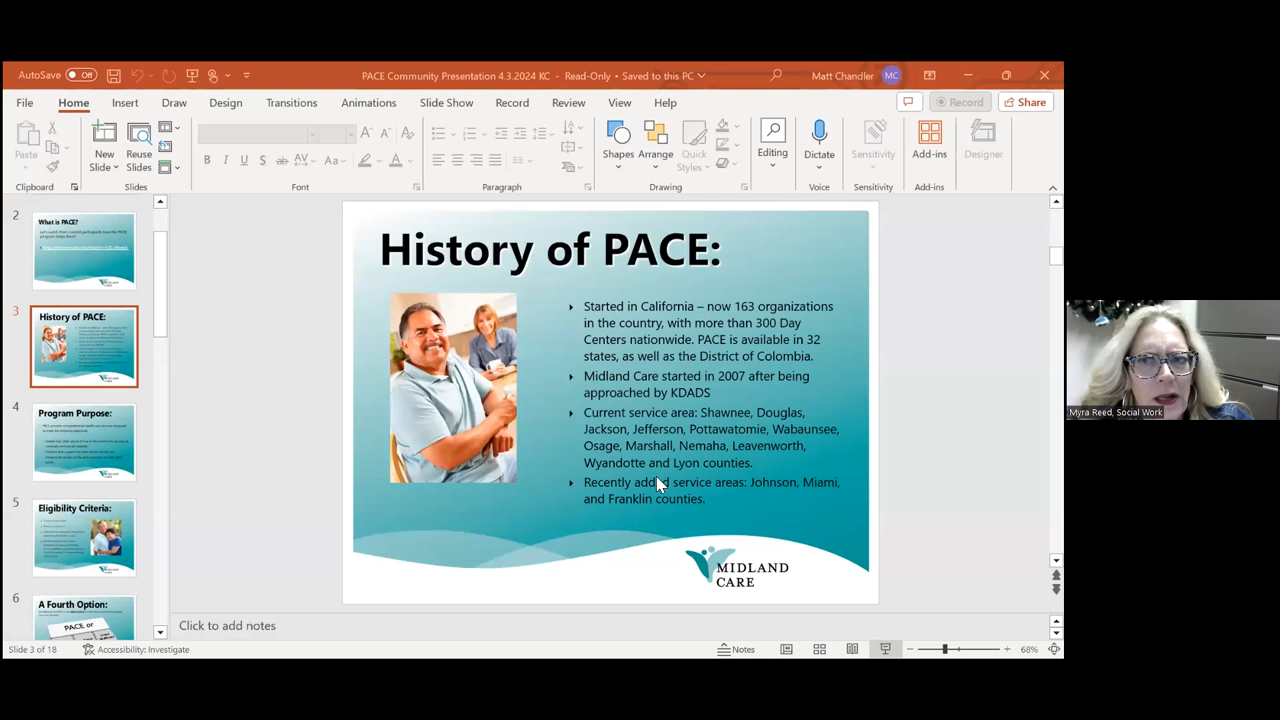 AutoSave Off
PACE Community Presentation 4.3.2024 KC - Read-Only • Saved to this PC
Matt Chandler MC
File Home Insert Draw Design Transitions Animations Slide Show Record Review View Help
Record
Share
Paste
New
Slide
Reuse
Slides
B I U S ab AV Aa A
Shapes
Arrange
Quick
Styles
Editing
Dictate
Sensitivity
Add-ins
Designer
Clipboard
Slides
Font
Paragraph
Drawing
Voice
Sensitivity
Add-ins
2
What is PACE?
3
History of PACE:
4
Program Purpose:
5
Eligibility Criteria:
6
A Fourth Option:
PACE or
History of PACE:
Started in California – now 163 organizations
in the country, with more than 300 Day
Centers nationwide. PACE is available in 32
states, as well as the District of Colombia.
Midland Care started in 2007 after being
approached by KDADS
Current service area: Shawnee, Douglas,
Jackson, Jefferson, Pottawatomie, Wabaunsee,
Osage, Marshall, Nemaha, Leavenworth,
Wyandotte and Lyon counties.
Recently added service areas: Johnson, Miami,
and Franklin counties.
MIDLAND
CARE
Myra Reed, Social Work
Click to add notes
Slide 3 of 18
Accessibility: Investigate
Notes
68%